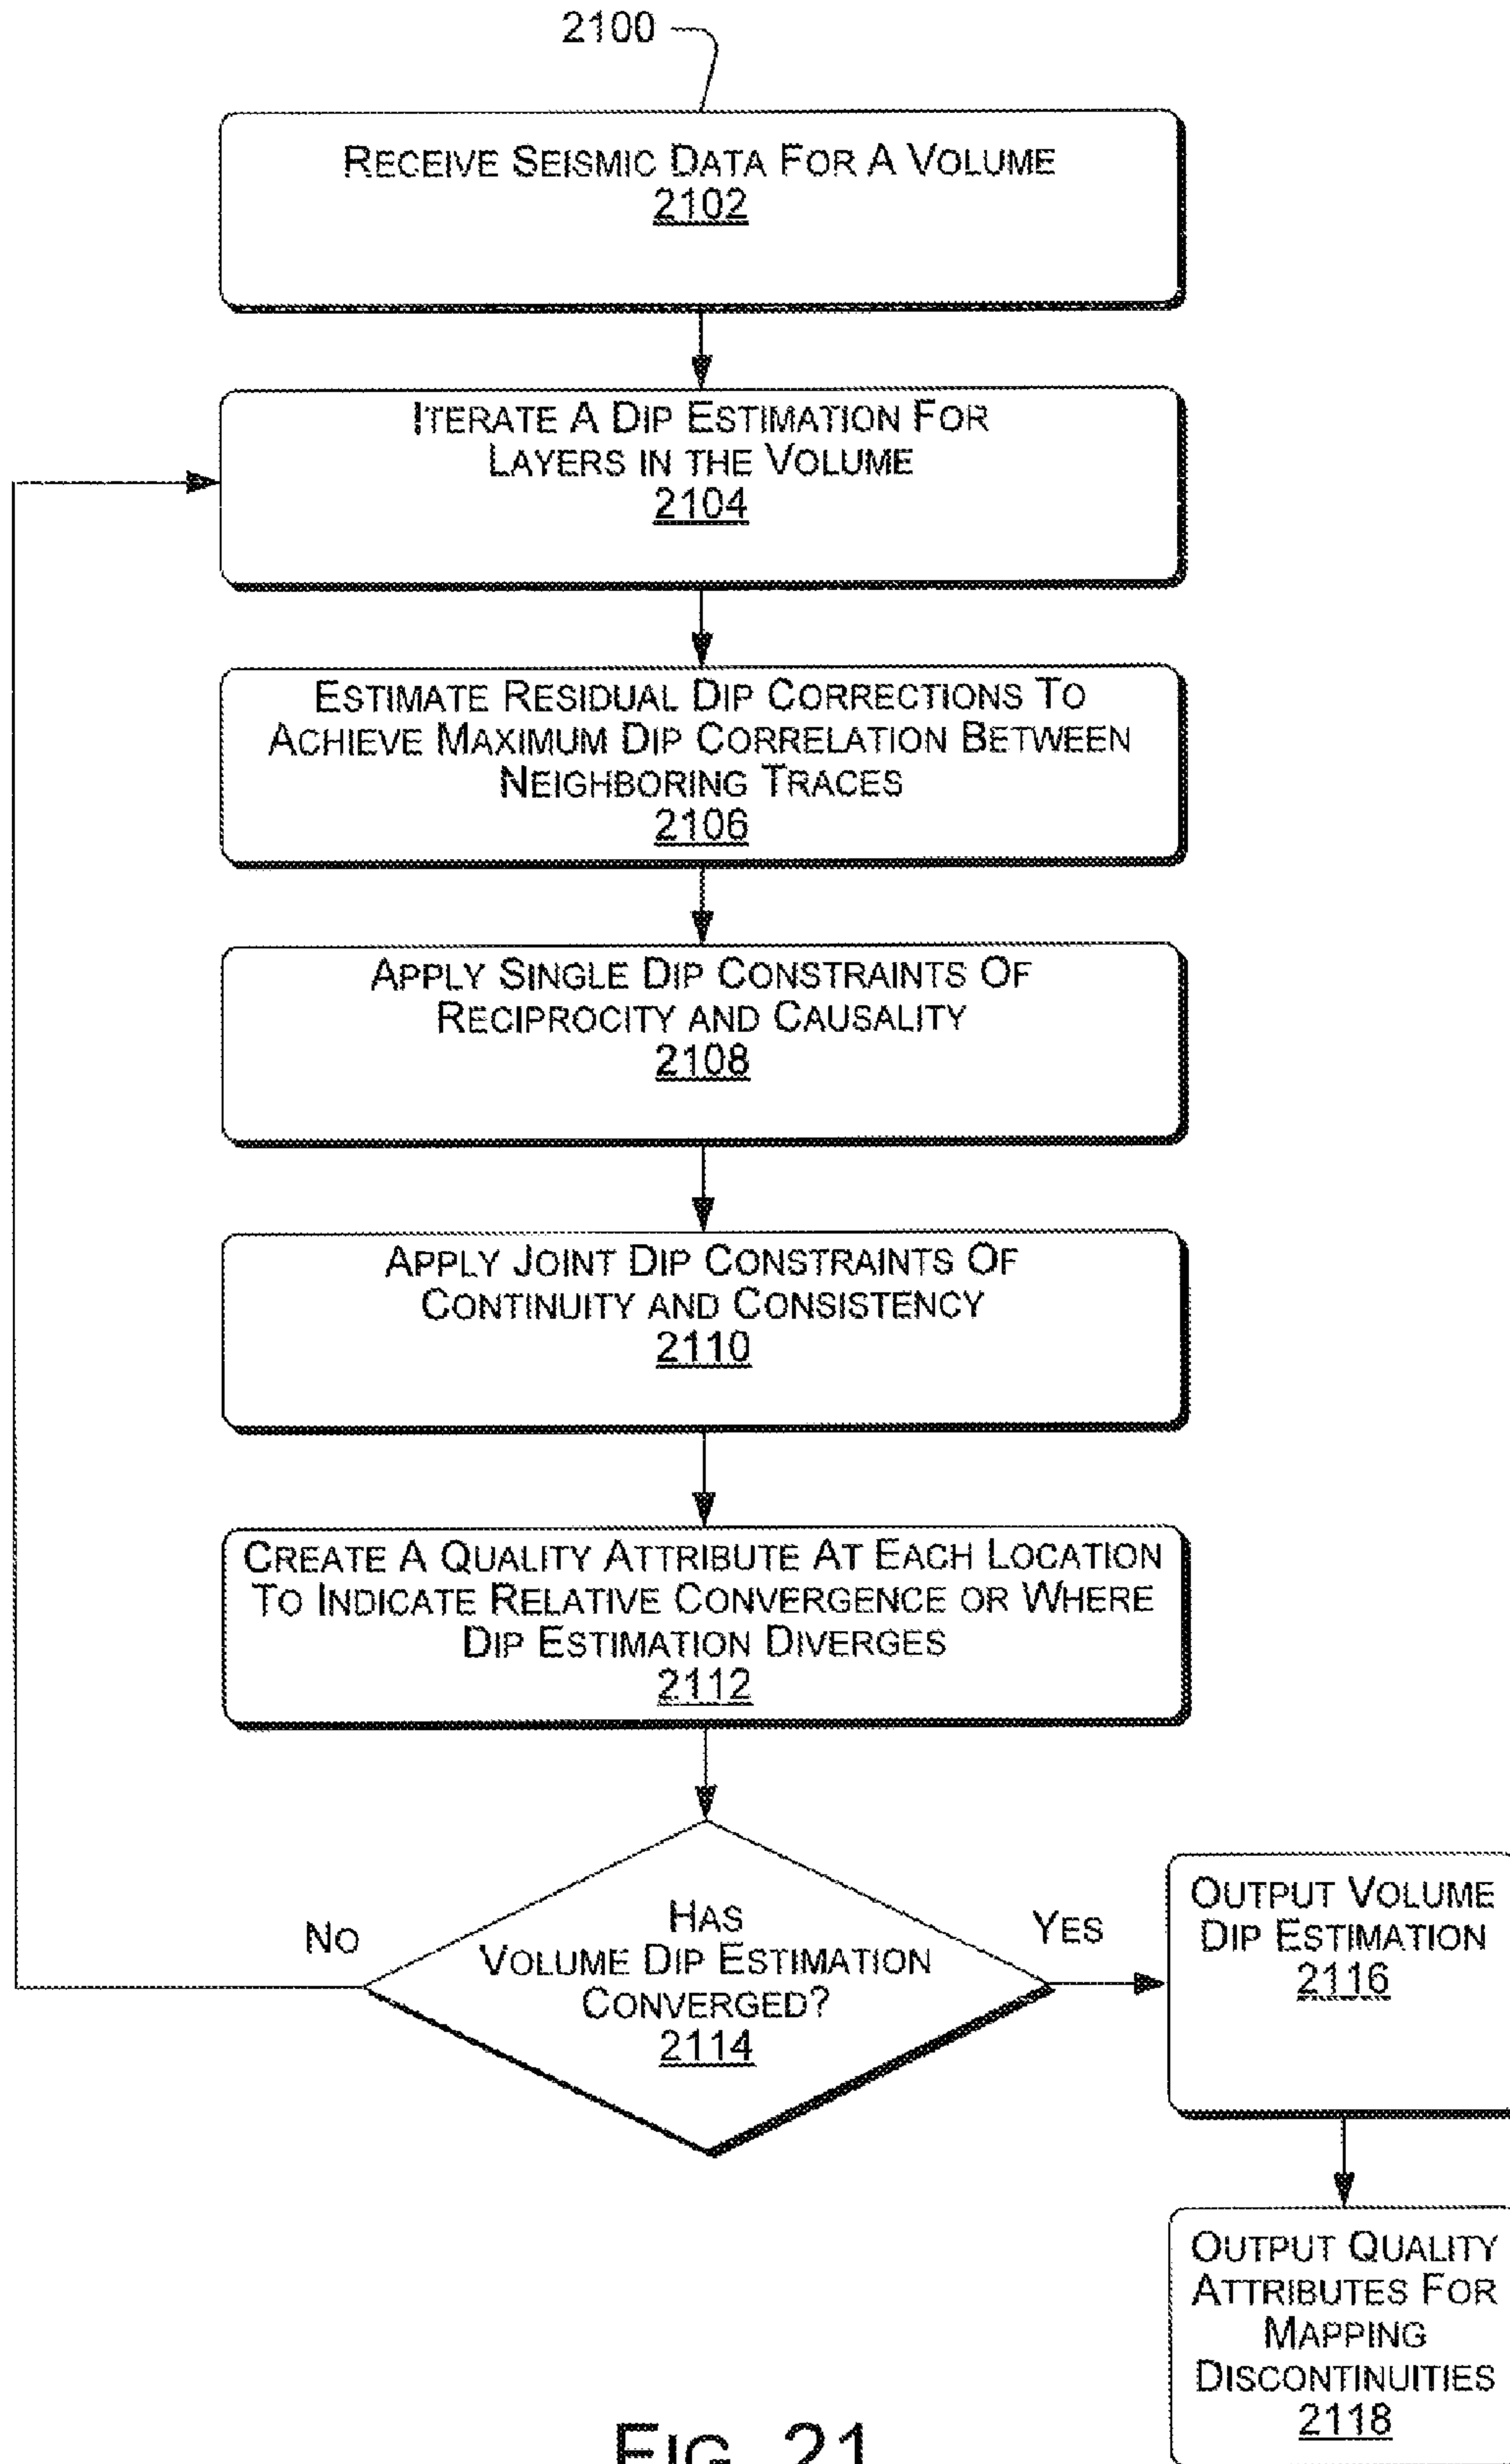 2100
RECEIVE SEISMIC DATA FOR A VOLUME
2102
ITERATE A DIP ESTIMATION FOR
LAYERS IN THE VOLUME
2104
ESTIMATE RESIDUAL DIP CORRECTIONS TO
ACHIEVE MAXIMUM DIP CORRELATION BETWEEN
NEIGHBORING TRACES
2106
APPLY SINGLE DIP CONSTRAINTS OF
RECIPROCITY AND CAUSALITY
2108
APPLY JOINT DIP CONSTRAINTS OF
CONTINUITY AND CONSISTENCY
2110
CREATE A QUALITY ATTRIBUTE AT EACH LOCATION
TO INDICATE RELATIVE CONVERGENCE OR WHERE
DIP ESTIMATION DIVERGES
2112
HAS
VOLUME DIP ESTIMATION
CONVERGED?
2114
NO
YES
OUTPUT VOLUME
DIP ESTIMATION
2116
OUTPUT QUALITY
ATTRIBUTES FOR
MAPPING
DISCONTINUITIES
2118
FIG. 21